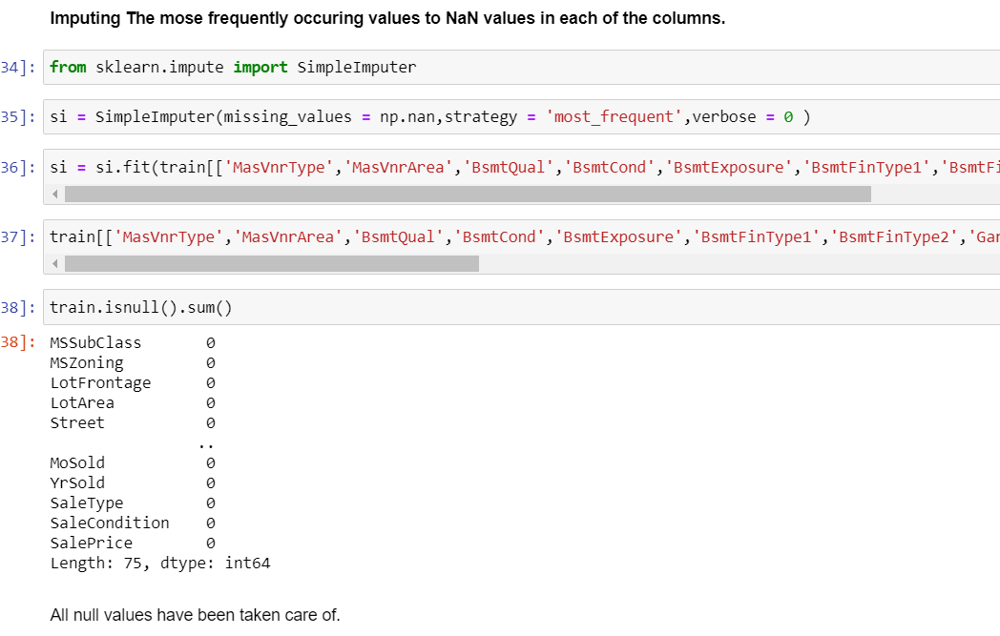 Imputing The mose frequently occuring values to NaN values in each of the columns.
34]: from sklearn.impute import SimpleImputer
35]: si = SimpleImputer(missing_values = np.nan,strategy = 'most_frequent',verbose = 0 )
36]: si = si.fit(train[['MasVnrType','MasVnrArea','BsmtQual','BsmtCond','BsmtExposure','BsmtFinType1','BsmtFi
37]: train[['MasVnrType','MasVnrArea','BsmtQual','BsmtCond','BsmtExposure','BsmtFinType1','BsmtFinType2','Gar
38]: train.isnull().sum()
38]: MSSubClass 0
MSZoning 0
LotFrontage 0
LotArea 0
Street 0
..
MoSold 0
YrSold 0
SaleType 0
SaleCondition 0
SalePrice 0
Length: 75, dtype: int64
All null values have been taken care of.